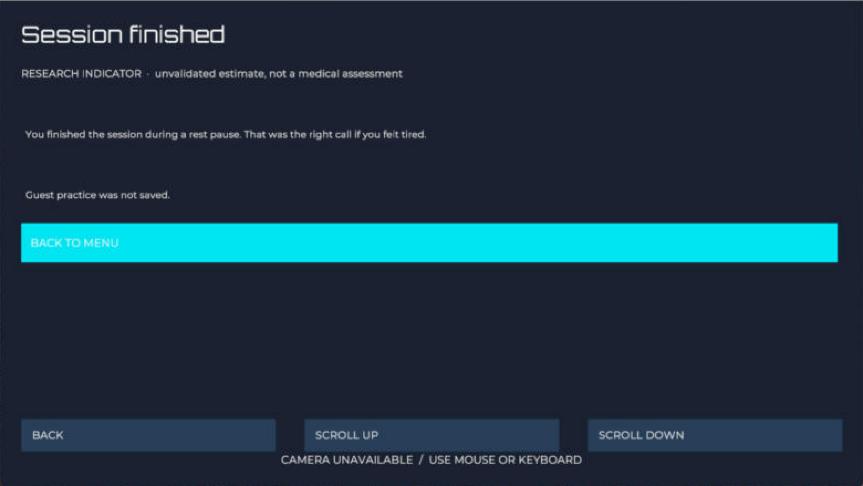 Session finished
RESEARCH INDICATOR · unvalidated estimate, not a medical assessment
You finished the session during a rest pause. That was the right call if you felt tired.
Guest practice was not saved.
BACK TO MENU
BACK
SCROLL UP
SCROLL DOWN
CAMERA UNAVAILABLE / USE MOUSE OR KEYBOARD